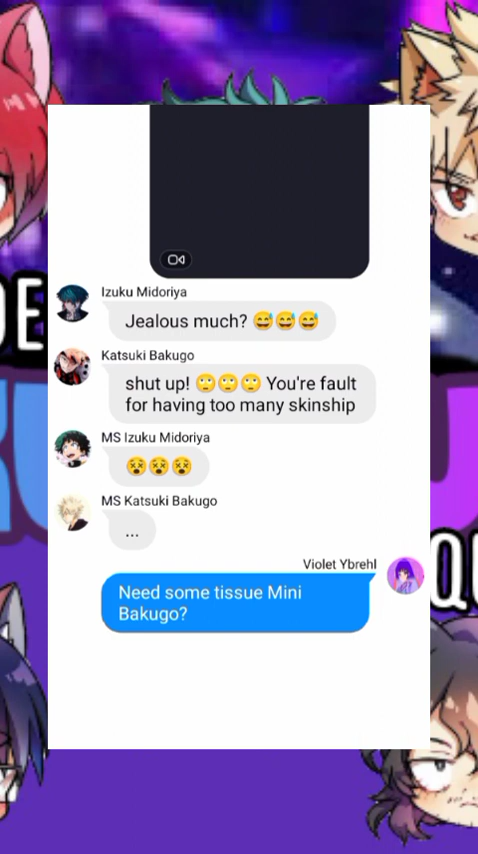 Izuku Midoriya
Jealous much? 😅😅😅
Katsuki Bakugo
shut up! 🙄🙄🙄 You're fault
for having too many skinship
MS Izuku Midoriya
😵😵😵
MS Katsuki Bakugo
...
Violet Ybrehl
Need some tissue Mini
Bakugo?